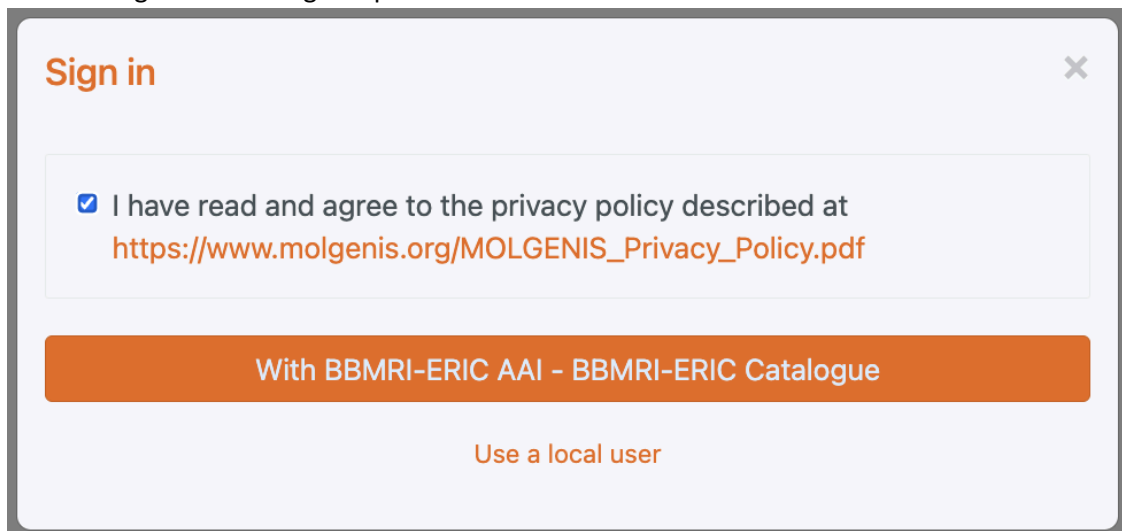 Sign in
I have read and agree to the privacy policy described at
https://www.molgenis.org/MOLGENIS_Privacy_Policy.pdf
With BBMRI-ERIC AAI - BBMRI-ERIC Catalogue
Use a local user